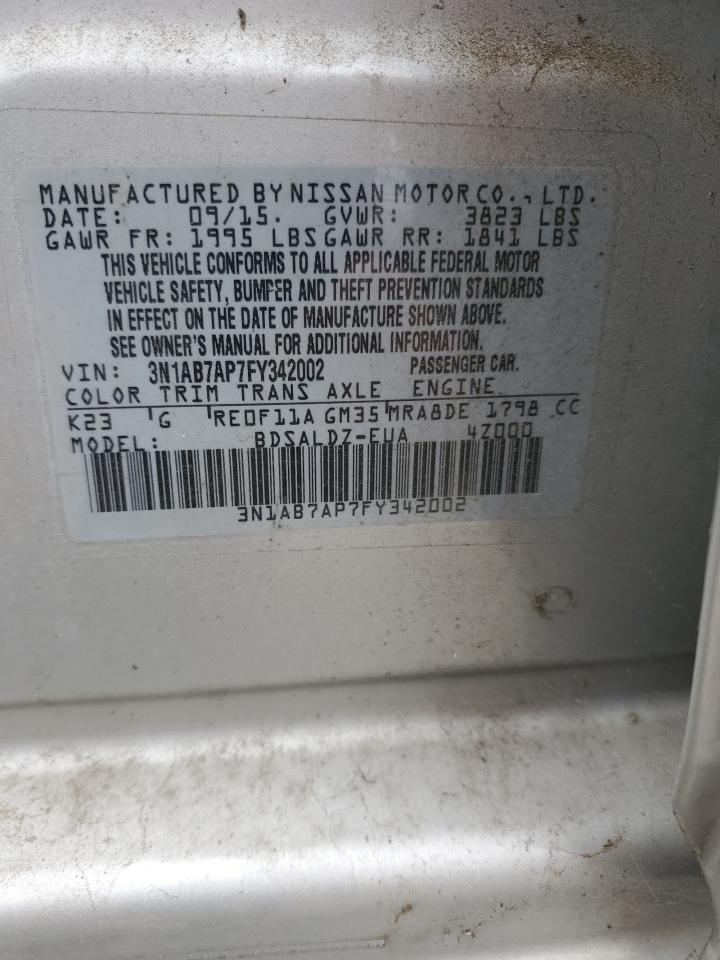 MANUFACTURED BY NISSAN MOTOR CO., LTD.
DATE: 09/15. GVWR: 3823 LBS
GAWR FR: 1995 LBS GAWR RR: 1841 LBS
THIS VEHICLE CONFORMS TO ALL APPLICABLE FEDERAL MOTOR
VEHICLE SAFETY, BUMPER AND THEFT PREVENTION STANDARDS
IN EFFECT ON THE DATE OF MANUFACTURE SHOWN ABOVE.
SEE OWNER'S MANUAL FOR ADDITIONAL INFORMATION.
VIN: 3N1AB7AP7FY342002 PASSENGER CAR.
COLOR TRIM TRANS AXLE ENGINE
K23 G RE0F11A GM35 MRA8DE 1798 CC
MODEL: BDSALDZ-EUA 4Z000
3N1AB7AP7FY342002